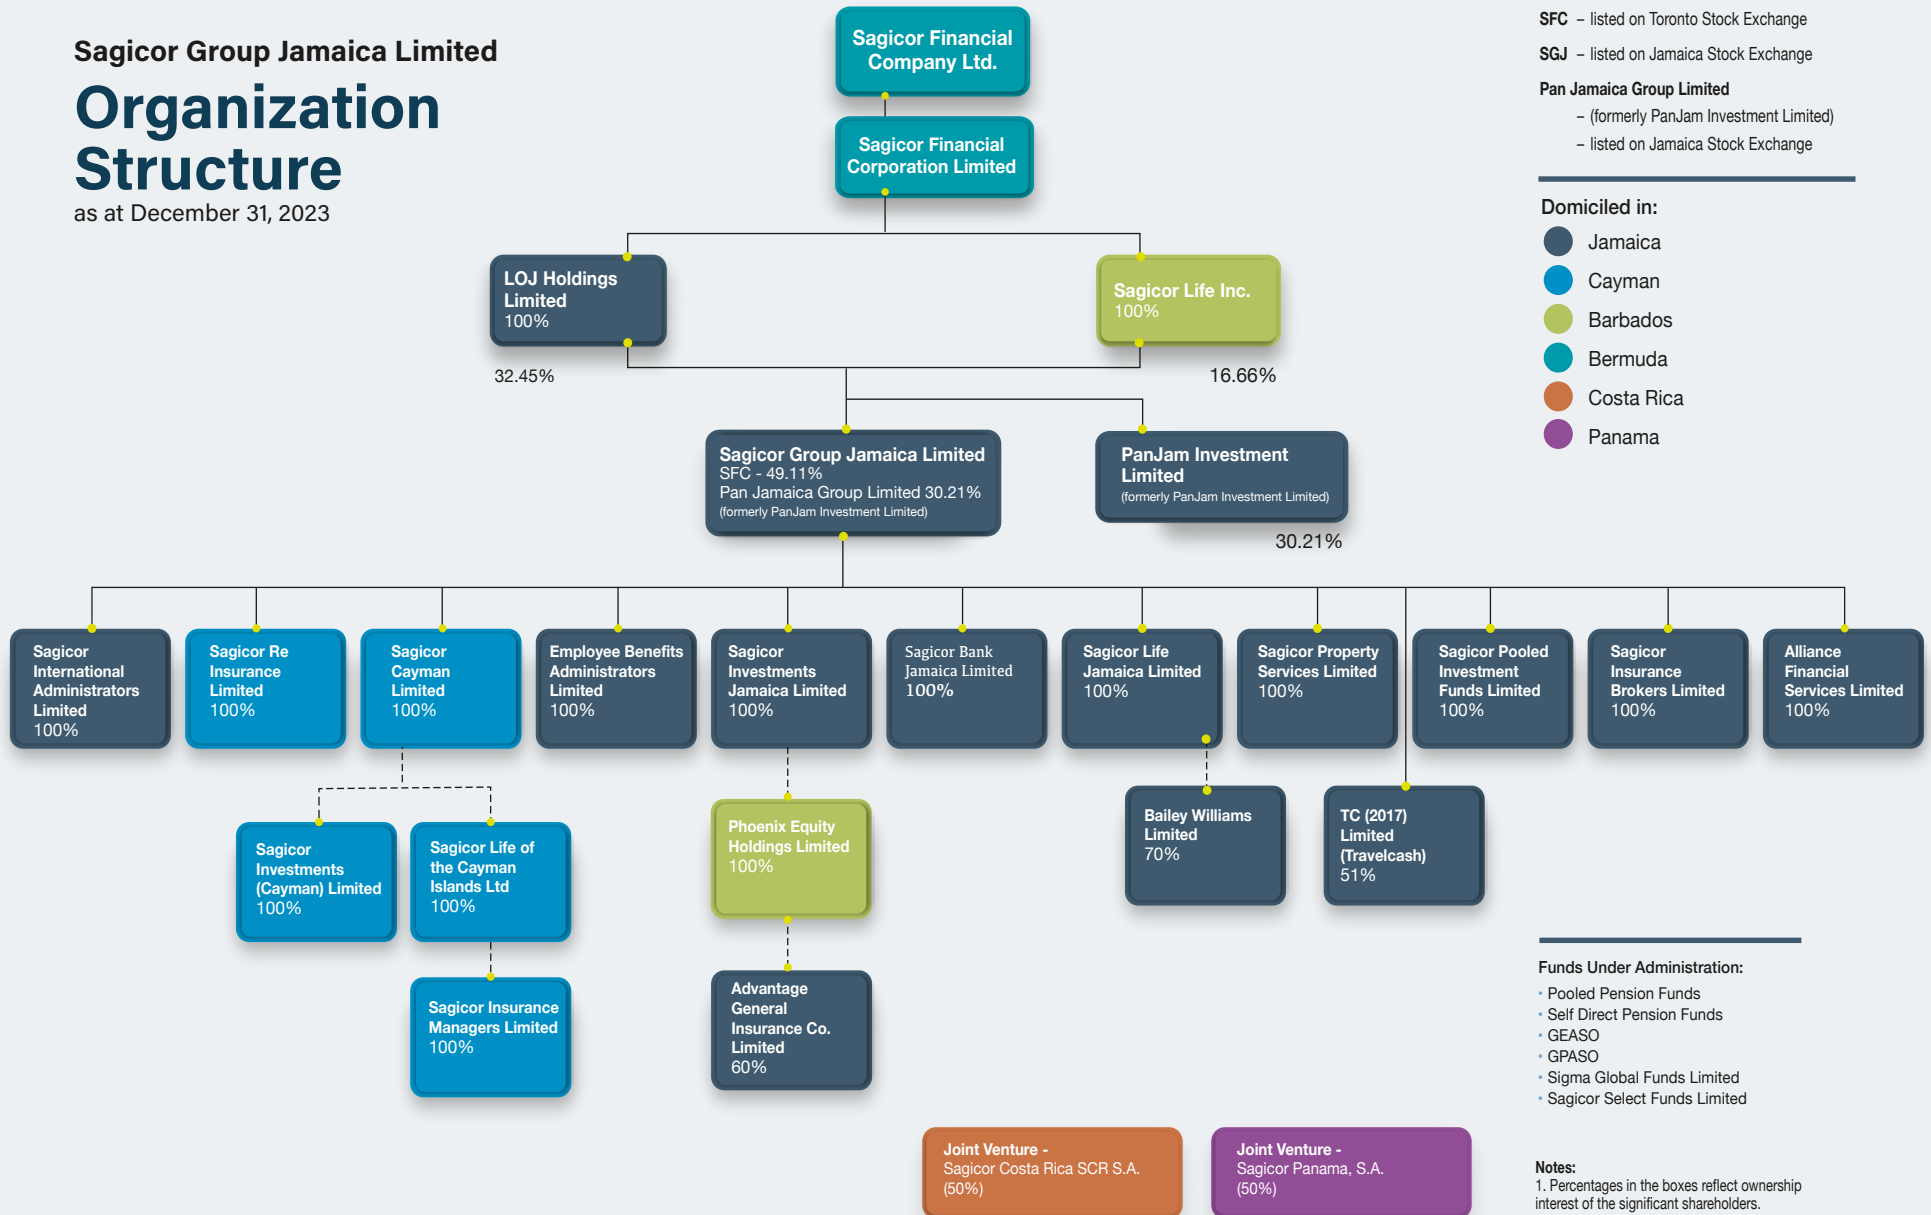 Sagicor Group Jamaica Limited
Organization
Structure
as at December 31, 2023
Sagicor Financial
Company Ltd.
Sagicor Financial
Corporation Limited
SFC – listed on Toronto Stock Exchange
SGJ – listed on Jamaica Stock Exchange
Pan Jamaica Group Limited
– (formerly PanJam Investment Limited)
– listed on Jamaica Stock Exchange
Domiciled in:
Jamaica
Cayman
Barbados
Bermuda
Costa Rica
Panama
LOJ Holdings
Limited
100%
Sagicor Life Inc.
100%
32.45%
16.66%
Sagicor Group Jamaica Limited
SFC - 49.11%
Pan Jamaica Group Limited 30.21%
(formerly PanJam Investment Limited)
PanJam Investment
Limited
(formerly PanJam Investment Limited)
30.21%
Sagicor
International
Administrators
Limited
100%
Sagicor Re
Insurance
Limited
100%
Sagicor
Cayman
Limited
100%
Employee Benefits
Administrators
Limited
100%
Sagicor
Investments
Jamaica Limited
100%
Sagicor Bank
Jamaica Limited
100%
Sagicor Life
Jamaica Limited
100%
Sagicor Property
Services Limited
100%
Sagicor Pooled
Investment
Funds Limited
100%
Sagicor
Insurance
Brokers Limited
100%
Alliance
Financial
Services Limited
100%
Sagicor
Investments
(Cayman) Limited
100%
Sagicor Life of
the Cayman
Islands Ltd
100%
Phoenix Equity
Holdings Limited
100%
Bailey Williams
Limited
70%
TC (2017)
Limited
(Travelcash)
51%
Sagicor Insurance
Managers Limited
100%
Advantage
General
Insurance Co.
Limited
60%
Funds Under Administration:
• Pooled Pension Funds
• Self Direct Pension Funds
• GEASO
• GPASO
• Sigma Global Funds Limited
• Sagicor Select Funds Limited
Joint Venture -
Sagicor Costa Rica SCR S.A.
(50%)
Joint Venture -
Sagicor Panama, S.A.
(50%)
Notes:
1. Percentages in the boxes reflect ownership
interest of the significant shareholders.